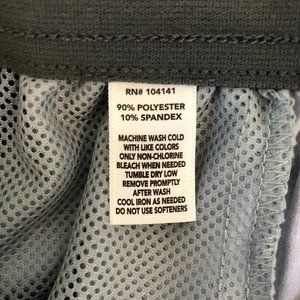 RN# 104141
90% POLYESTER
10% SPANDEX
MACHINE WASH COLD
WITH LIKE COLORS
ONLY NON-CHLORINE
BLEACH WHEN NEEDED
TUMBLE DRY LOW
REMOVE PROMPTLY
AFTER WASH
COOL IRON AS NEEDED
DO NOT USE SOFTENERS